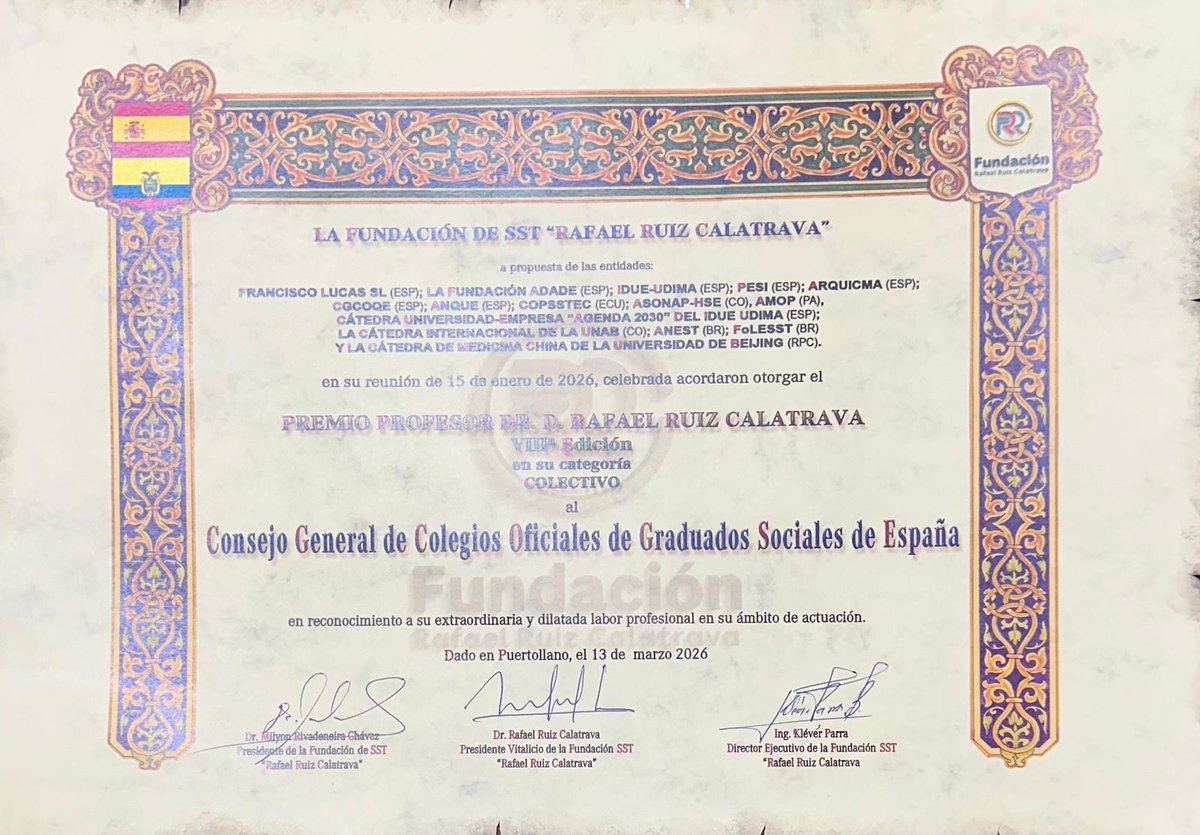 Fundación
Rafael Ruiz Calatrava
LA FUNDACIÓN DE SST “RAFAEL RUIZ CALATRAVA”
a propuesta de las entidades:
FRANCISCO LUCAS SL (ESP); LA FUNDACIÓN ADADE (ESP); IDUE-UDIMA (ESP); PESI (ESP); ARQUICMA (ESP);
CGCOQE (ESP); ANQUE (ESP); COPSSTEC (ECU); ASONAP-HSE (CO), AMOP (PA),
CÁTEDRA UNIVERSIDAD-EMPRESA “AGENDA 2030” DEL IDUE UDIMA (ESP);
LA CÁTEDRA INTERNACIONAL DE LA UNAB (CO); ANEST (BR); FoLESST (BR)
Y LA CÁTEDRA DE MEDICINA CHINA DE LA UNIVERSIDAD DE BEIJING (RPC).
en su reunión de 15 de enero de 2026, celebrada acordaron otorgar el
PREMIO PROFESOR DR. D. RAFAEL RUIZ CALATRAVA
VIIIª Edición
en su categoría
COLECTIVO
al
Consejo General de Colegios Oficiales de Graduados Sociales de España
Fundación
en reconocimiento a su extraordinaria y dilatada labor profesional en su ámbito de actuación.
Rafael Ruiz Calatrava
Dado en Puertollano, el 13 de marzo 2026
Dr. Milynn Rivadeneira Chávez
Presidente de la Fundación de SST
“Rafael Ruiz Calatrava”
Dr. Rafael Ruiz Calatrava
Presidente Vitalicio de la Fundación SST
“Rafael Ruiz Calatrava”
Ing. Kléver Parra
Director Ejecutivo de la Fundación SST
“Rafael Ruiz Calatrava